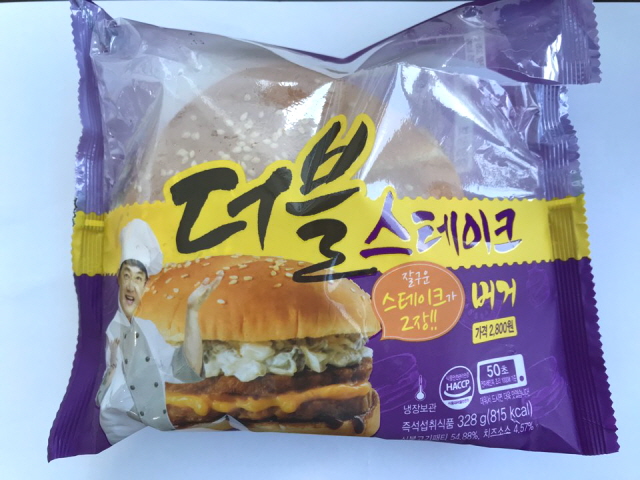 더블
스테이크
잘구운
스테이크가
2장!!
버거
가격 2,800원
HACCP
50초
냉장보관
즉석섭취식품 328 g(815 kcal)
54.88%, 치즈소스 4.57%